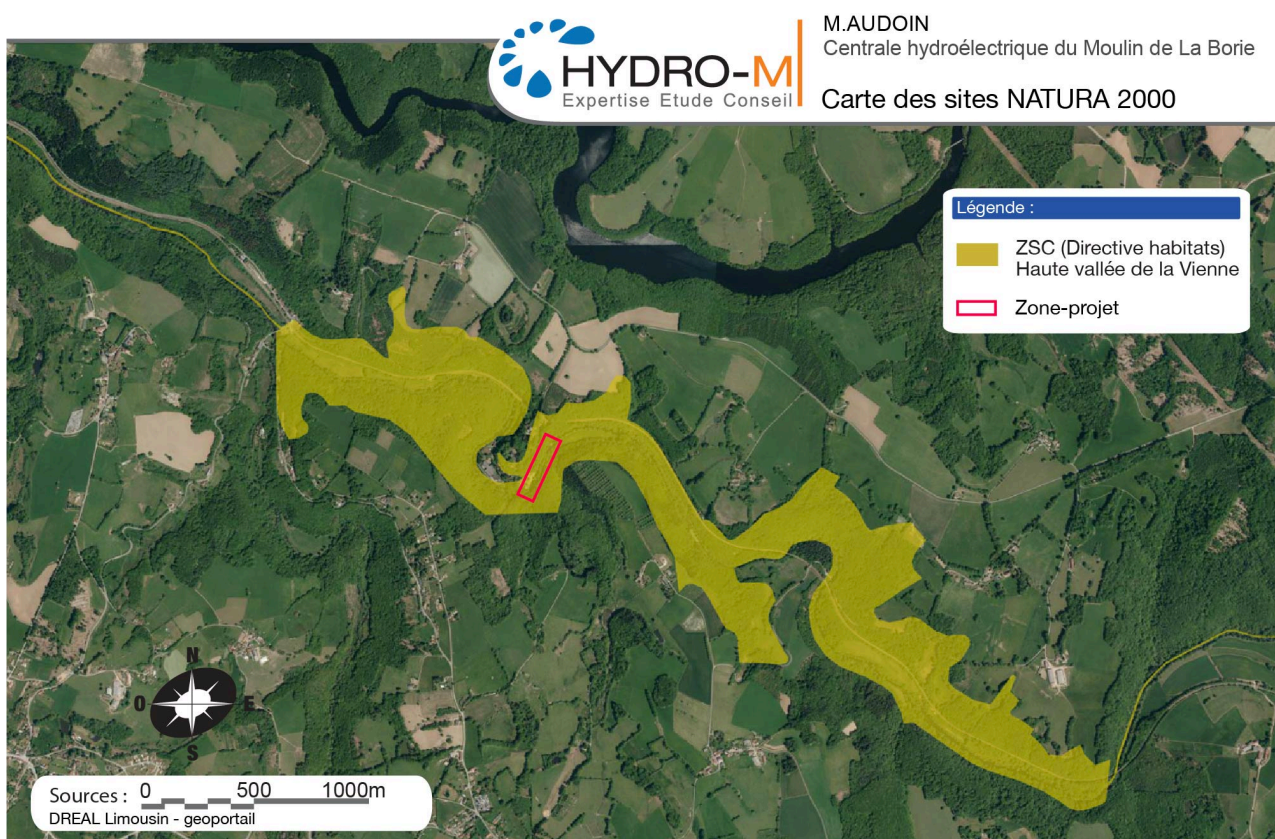 HYDRO-M
Expertise Etude Conseil
M.AUDOIN
Centrale hydroélectrique du Moulin de La Borie
Carte des sites NATURA 2000
Légende :
ZSC (Directive habitats)
Haute vallée de la Vienne
Zone-projet
N
O
E
S
Sources : 0 500 1000m
DREAL Limousin - geoportail